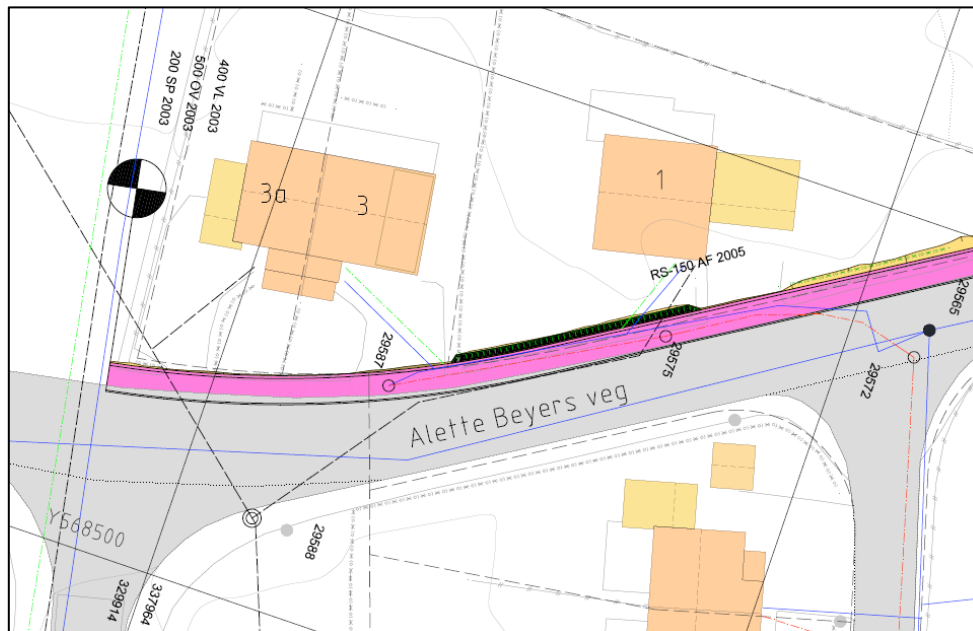 400 VL 2003
500 OV 2003
200 SP 2003
3a
3
1
RS-150 AF 2005
29565
29587
29575
29572
Alette Beyers veg
29588
Y568500
329914
337964